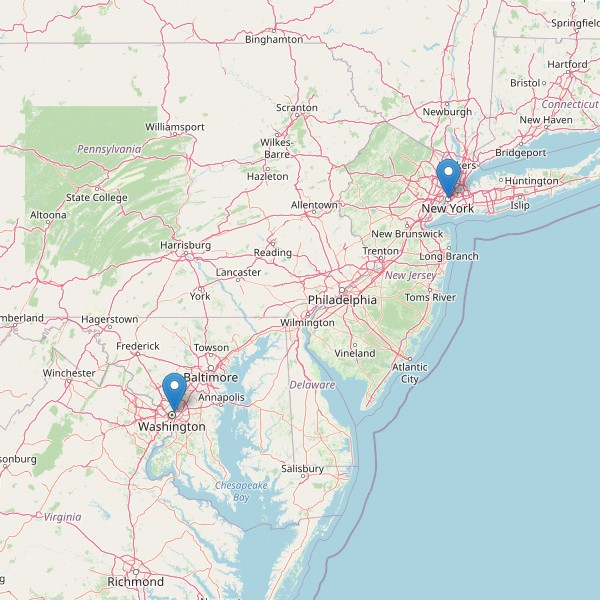 Springfield
Binghamton
Hartford
Bristol
Connecticut
Scranton
Newburgh
New Haven
Williamsport
Wilkes-
Barre
Pennsylvania
Bridgeport
Hazleton
Huntington
State College
Allentown
New York
Islip
Altoona
New Brunswick
Harrisburg
Reading
Trenton
Long Branch
Lancaster
New Jersey
York
Philadelphia
Toms River
Hagerstown
Wilmington
Frederick
Towson
Vineland
Atlantic
City
Winchester
Baltimore
Delaware
Annapolis
Washington
Salisbury
Chesapeake
Bay
Virginia
Richmond